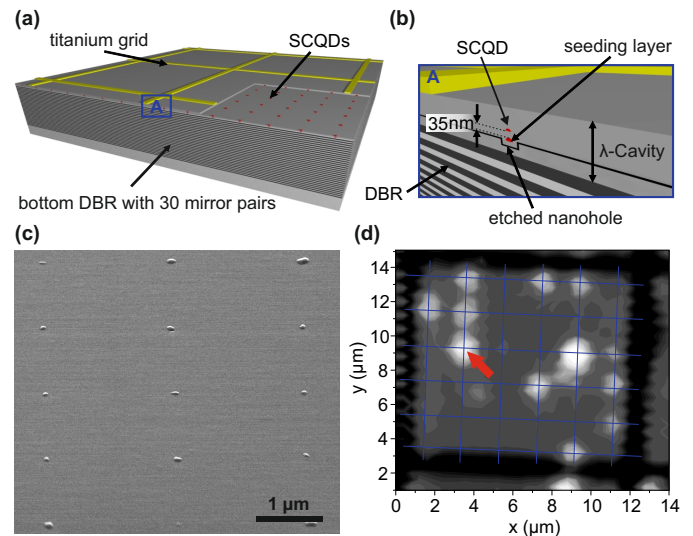 (a)
titanium grid
SCQDs
A
bottom DBR with 30 mirror pairs
(b)
SCQD
seeding layer
A
35nm
λ-Cavity
DBR
etched nanohole
(c)
1 µm
(d)
y (µm)
14
12
10
8
6
4
2
0 2 4 6 8 10 12 14
x (µm)